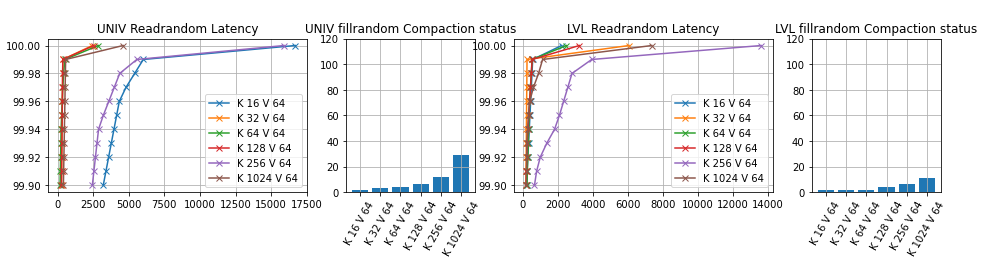 UNIV Readrandom Latency
100.00
99.98
99.96
99.94
99.92
99.90
0
2500
5000
7500
10000
12500
15000
17500
K 16 V 64
K 32 V 64
K 64 V 64
K 128 V 64
K 256 V 64
K 1024 V 64
UNIV fillrandom Compaction status
120
100
80
60
40
20
0
K 16 V 64
K 32 V 64
K 64 V 64
K 128 V 64
K 256 V 64
K 1024 V 64
LVL Readrandom Latency
100.00
99.98
99.96
99.94
99.92
99.90
0
2000
4000
6000
8000
10000
12000
14000
K 16 V 64
K 32 V 64
K 64 V 64
K 128 V 64
K 256 V 64
K 1024 V 64
LVL fillrandom Compaction status
120
100
80
60
40
20
0
K 16 V 64
K 32 V 64
K 64 V 64
K 128 V 64
K 256 V 64
K 1024 V 64